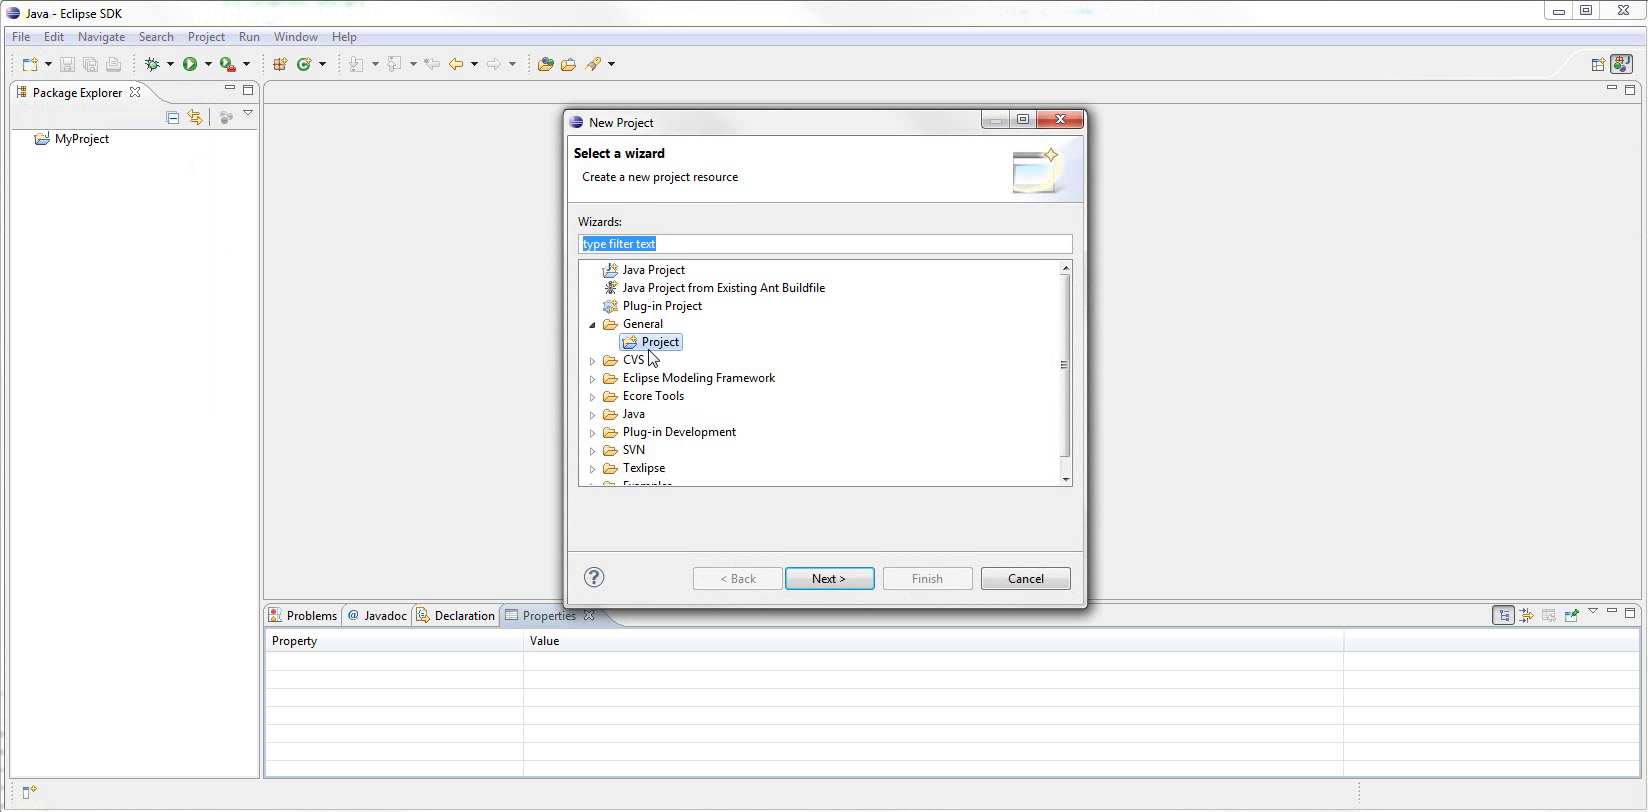 Java - Eclipse SDK
File Edit Navigate Search Project Run Window Help
Package Explorer
MyProject
New Project
Select a wizard
Create a new project resource
Wizards:
type filter text
Java Project
Java Project from Existing Ant Buildfile
Plug-in Project
General
Project
CVS
Eclipse Modeling Framework
Ecore Tools
Java
Plug-in Development
SVN
Texlipse
Examples
< Back Next > Finish Cancel
Problems @ Javadoc Declaration Properties
Property Value